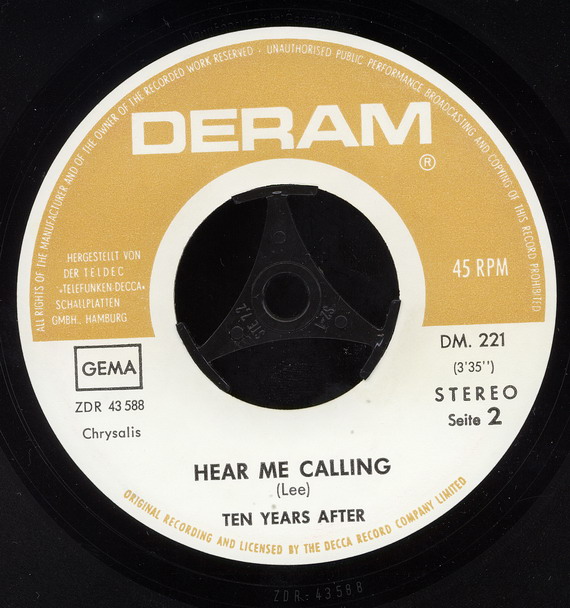 ALL RIGHTS OF THE MANUFACTURER AND OF THE OWNER OF THE RECORDED WORK RESERVED · UNAUTHORISED PUBLIC PERFORMANCE BROADCASTING AND COPYING OF THIS RECORD PROHIBITED
DERAM
®
HERGESTELLT VON
DER TELDEC
»TELEFUNKEN-DECCA«
SCHALLPLATTEN
GMBH., HAMBURG
45 RPM
GEMA
ZDR 43 588
Chrysalis
DM. 221
(3'35'')
STEREO
Seite 2
HEAR ME CALLING
(Lee)
TEN YEARS AFTER
ORIGINAL RECORDING AND LICENSED BY THE DECCA RECORD COMPANY LIMITED
ZDR· 43588